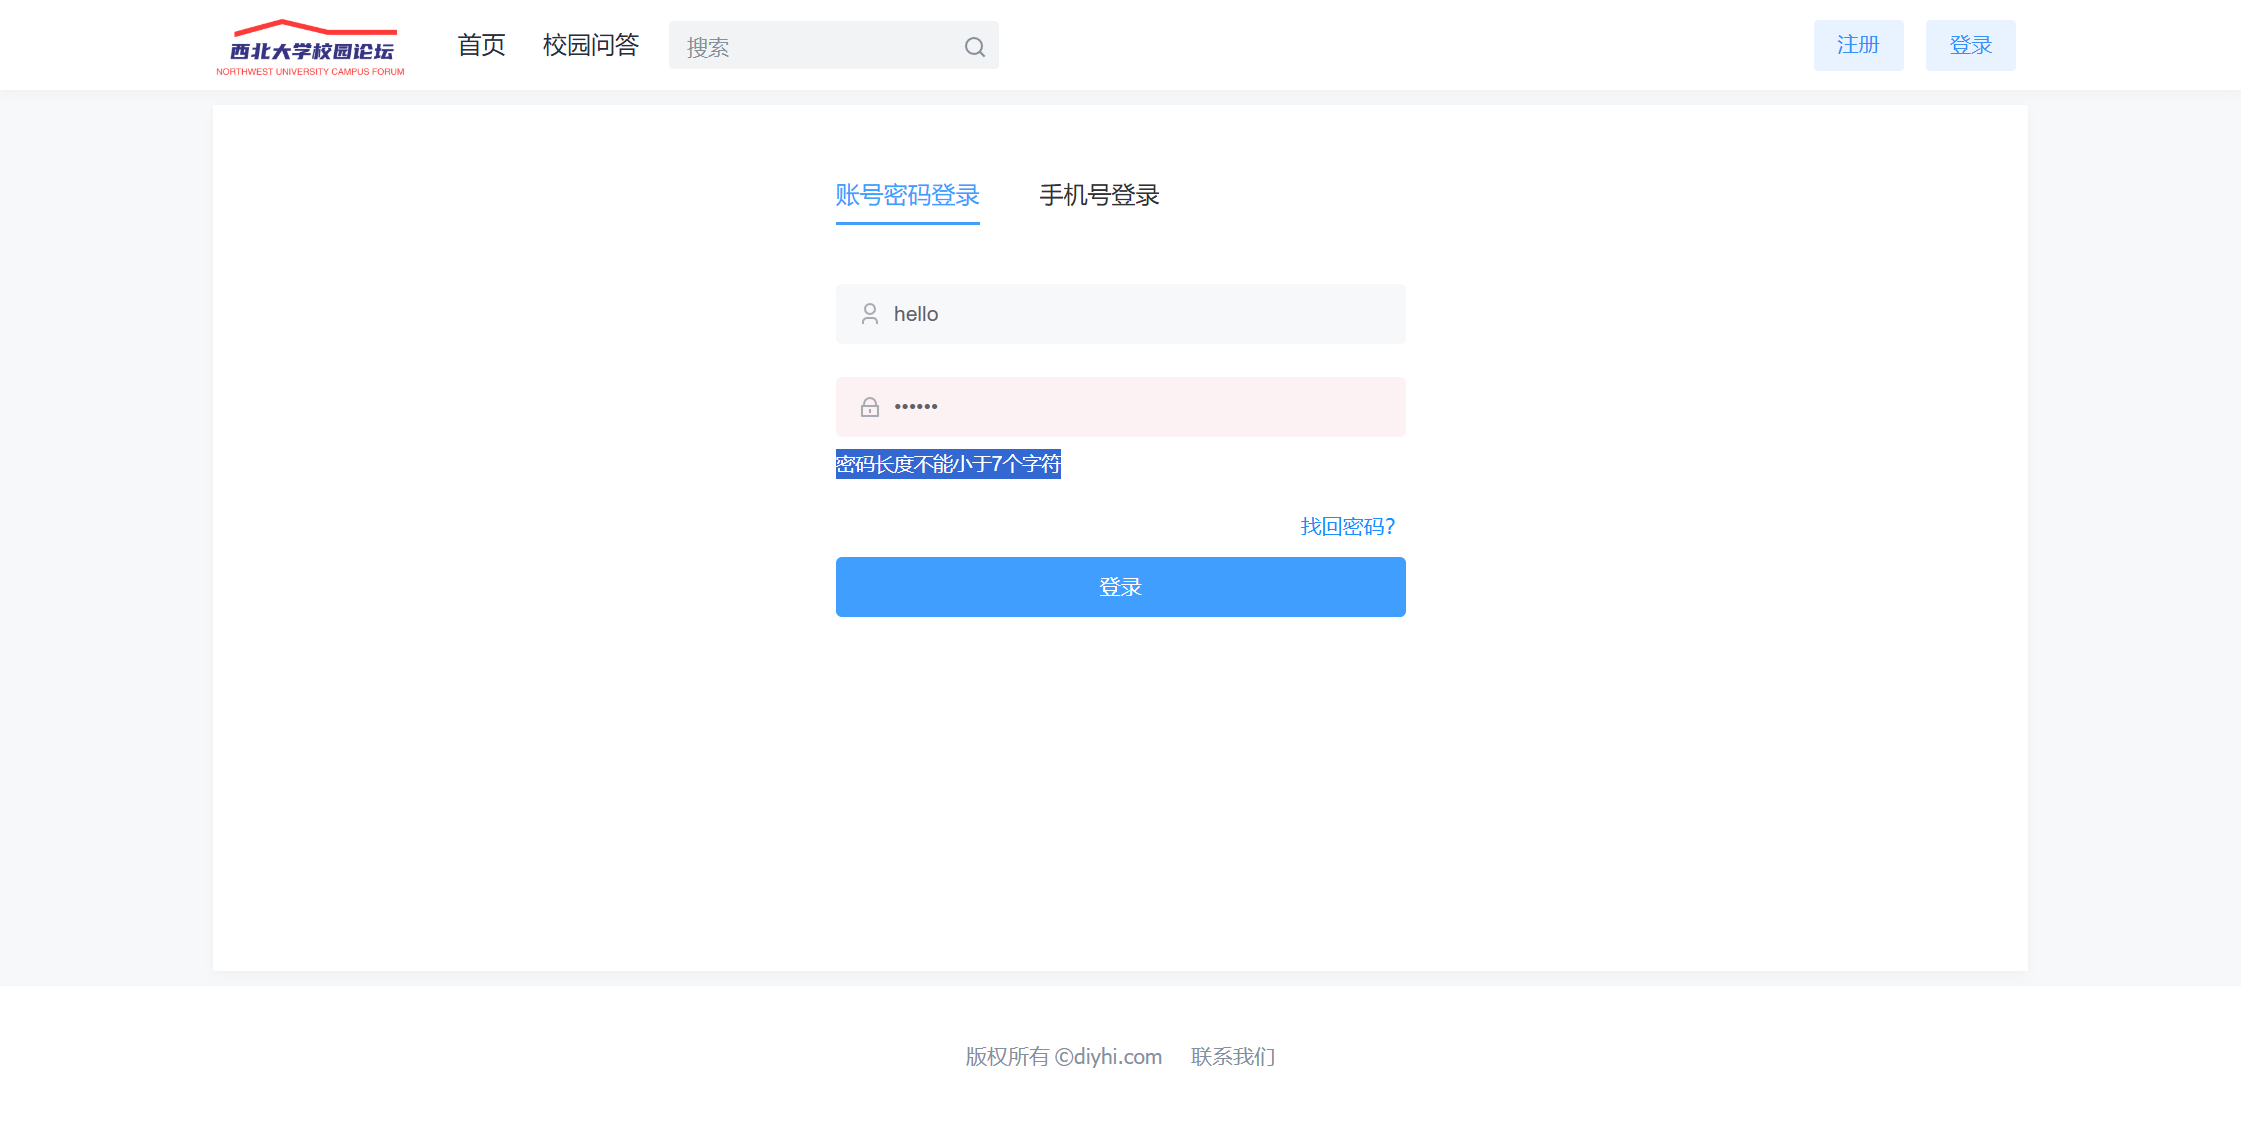 西北大学校园论坛
NORTHWEST UNIVERSITY CAMPUS FORUM
首页
校园问答
搜索
注册
登录
账号密码登录
手机号登录
hello
••••••
密码长度不能小于7个字符
找回密码?
登录
版权所有 ©diyhi.com
联系我们